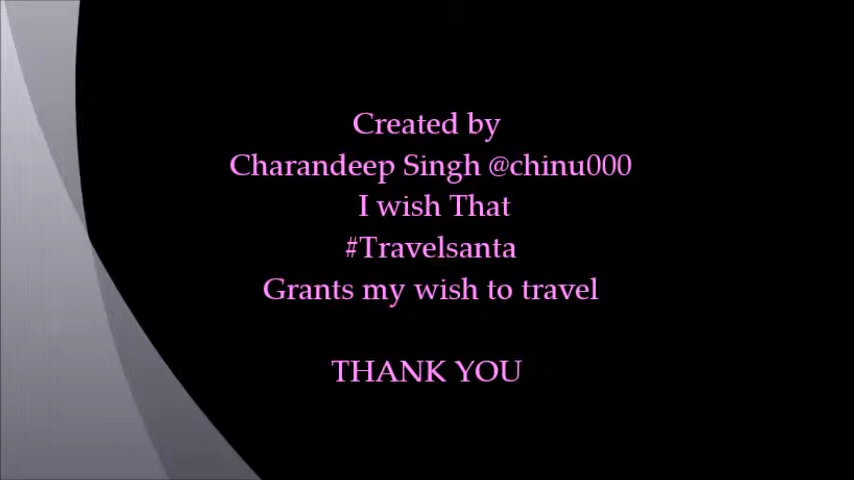 Created by
Charandeep Singh @chinu000
I wish That
#Travelsanta
Grants my wish to travel
THANK YOU